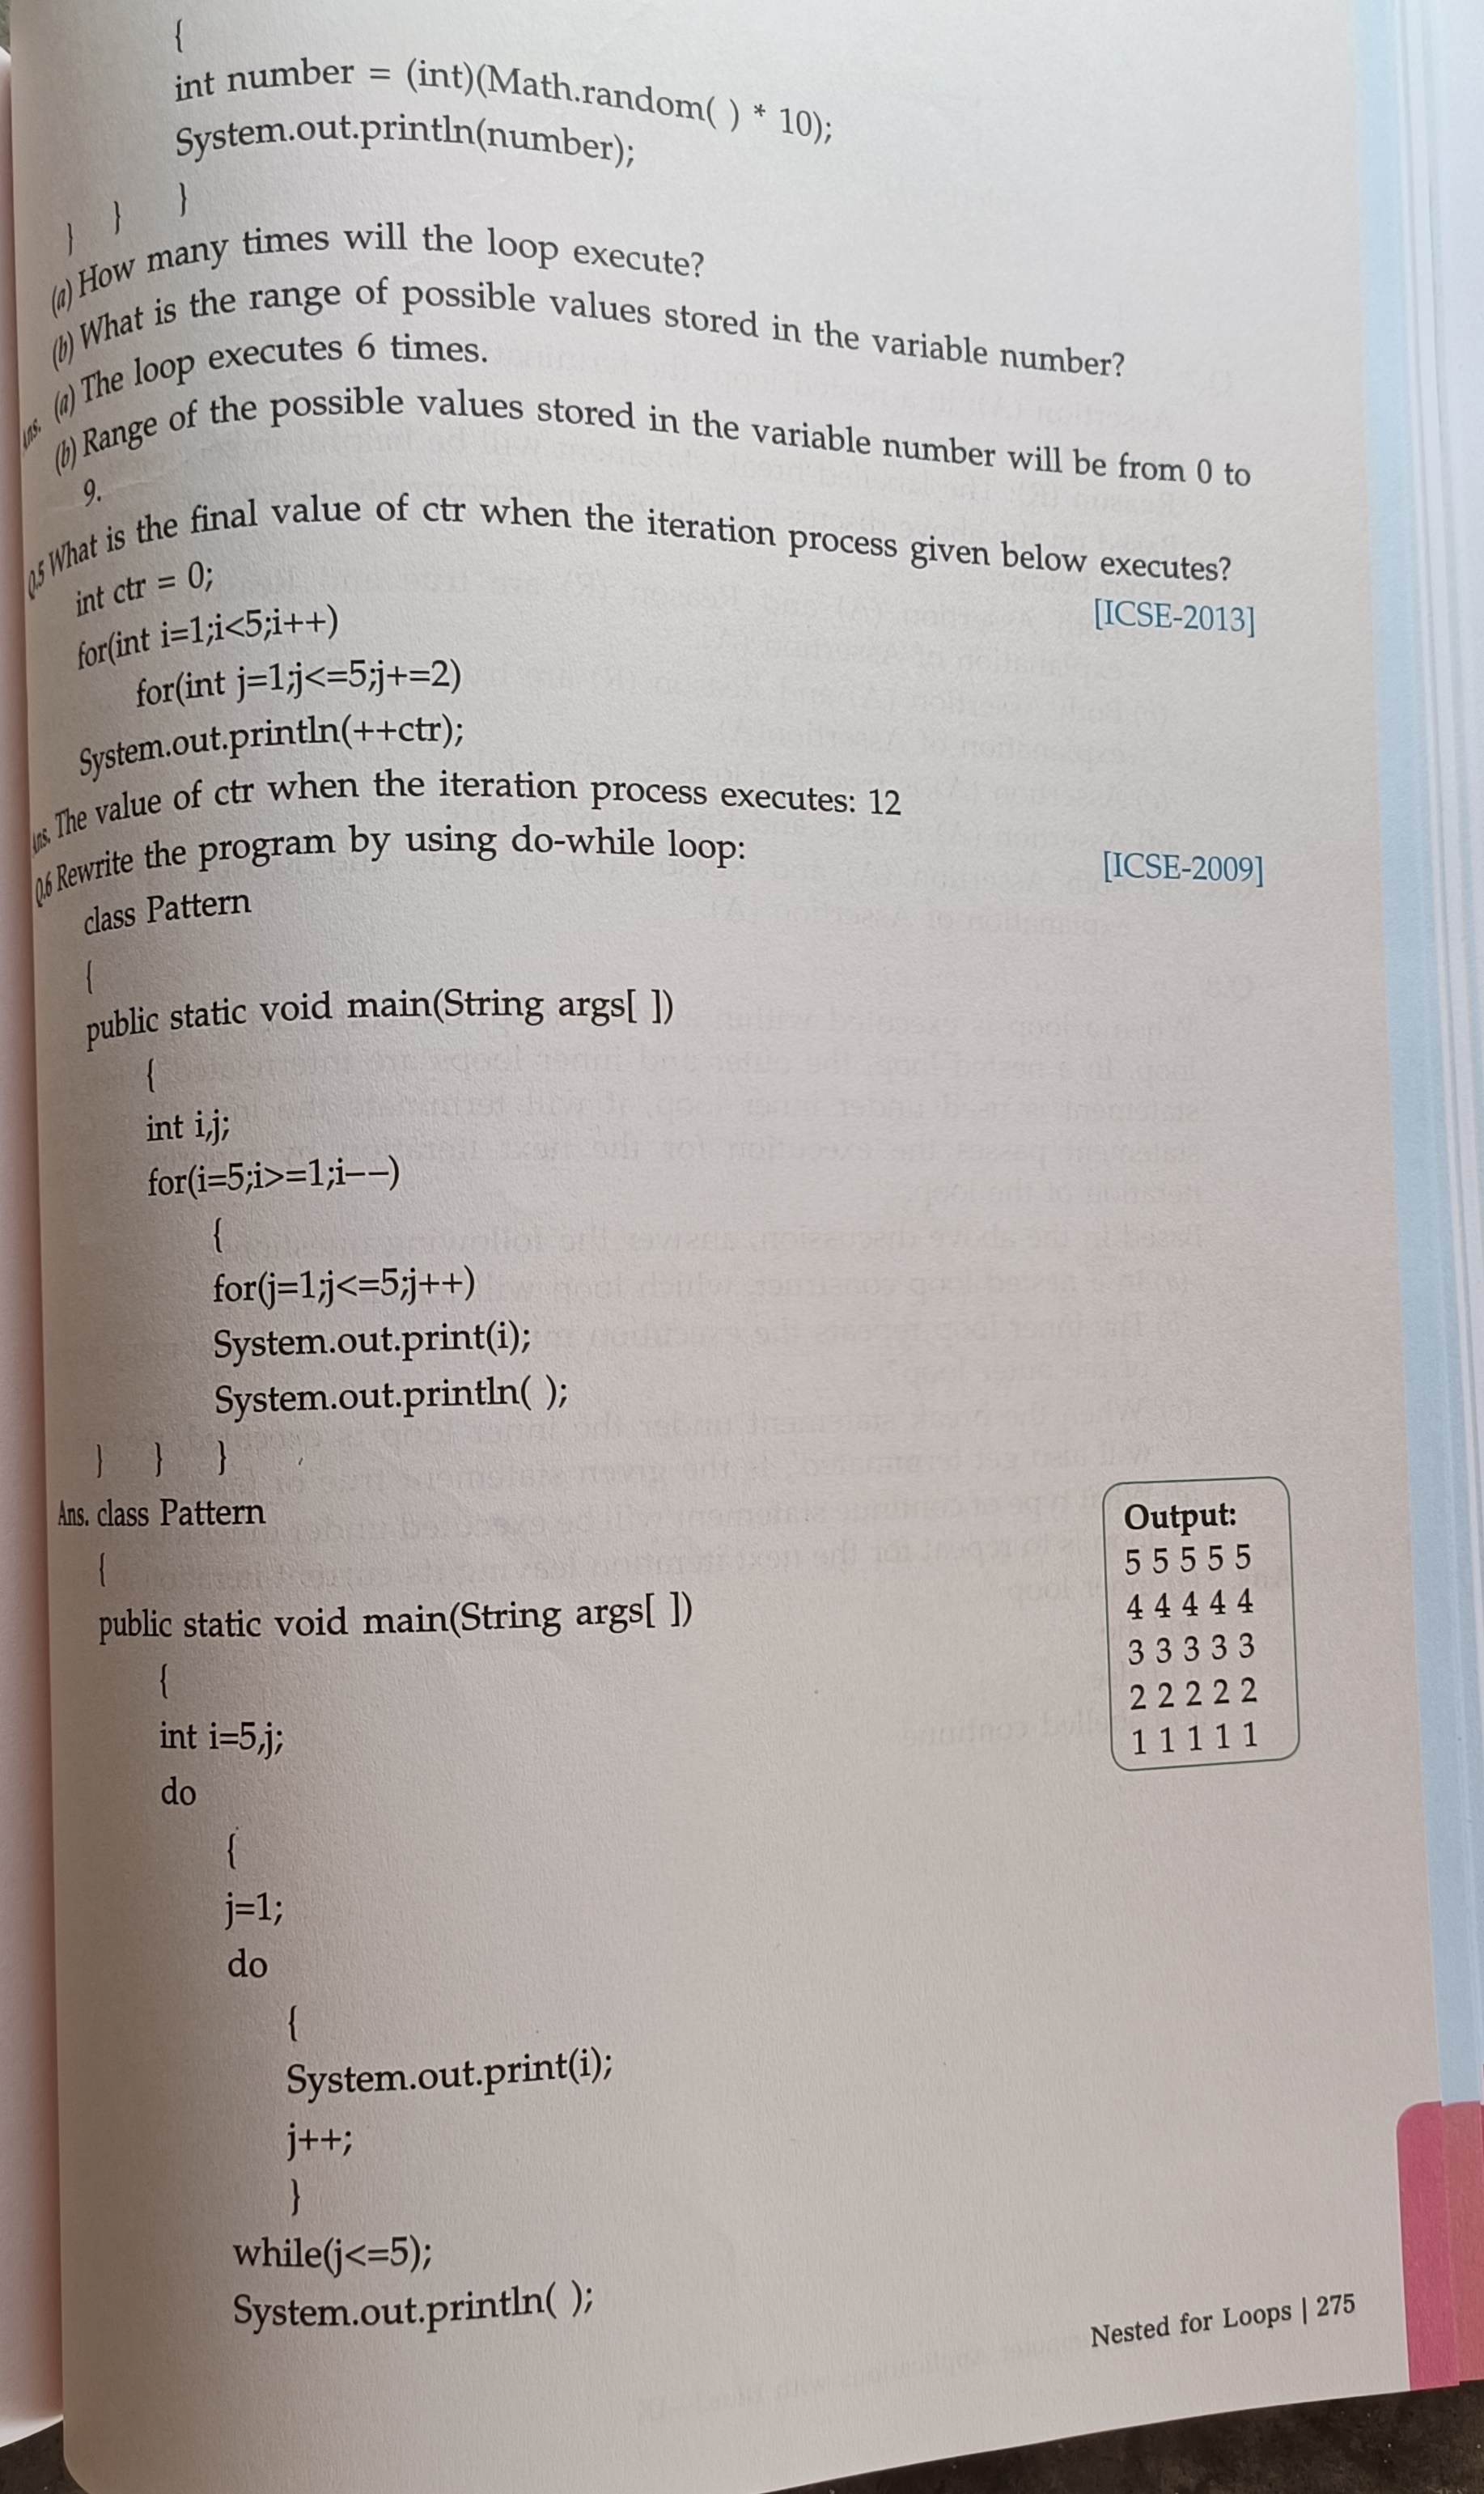 {
int number = (int)(Math.random( ) * 10);
System.out.println(number);
}
} }
(a) How many times will the loop execute?
(b) What is the range of possible values stored in the variable number?
Ans. (a) The loop executes 6 times.
(b) Range of the possible values stored in the variable number will be from 0 to
9.
Q.5 What is the final value of ctr when the iteration process given below executes?
int ctr = 0; [ICSE-2013]
for(int i=1;i<5;i++)
for(int j=1;j<=5;j+=2)
System.out.println(++ctr);
Ans. The value of ctr when the iteration process executes: 12
Q.6 Rewrite the program by using do-while loop: [ICSE-2009]
class Pattern
{
public static void main(String args[ ])
{
int i,j;
for(i=5;i>=1;i--)
{
for(j=1;j<=5;j++)
System.out.print(i);
System.out.println( );
} } }
Ans. class Pattern
{
public static void main(String args[ ])
{
int i=5,j;
do
{
j=1;
do
{
System.out.print(i);
j++;
}
while(j<=5);
System.out.println( );
Output:
5 5 5 5 5
4 4 4 4 4
3 3 3 3 3
2 2 2 2 2
1 1 1 1 1
Nested for Loops | 275